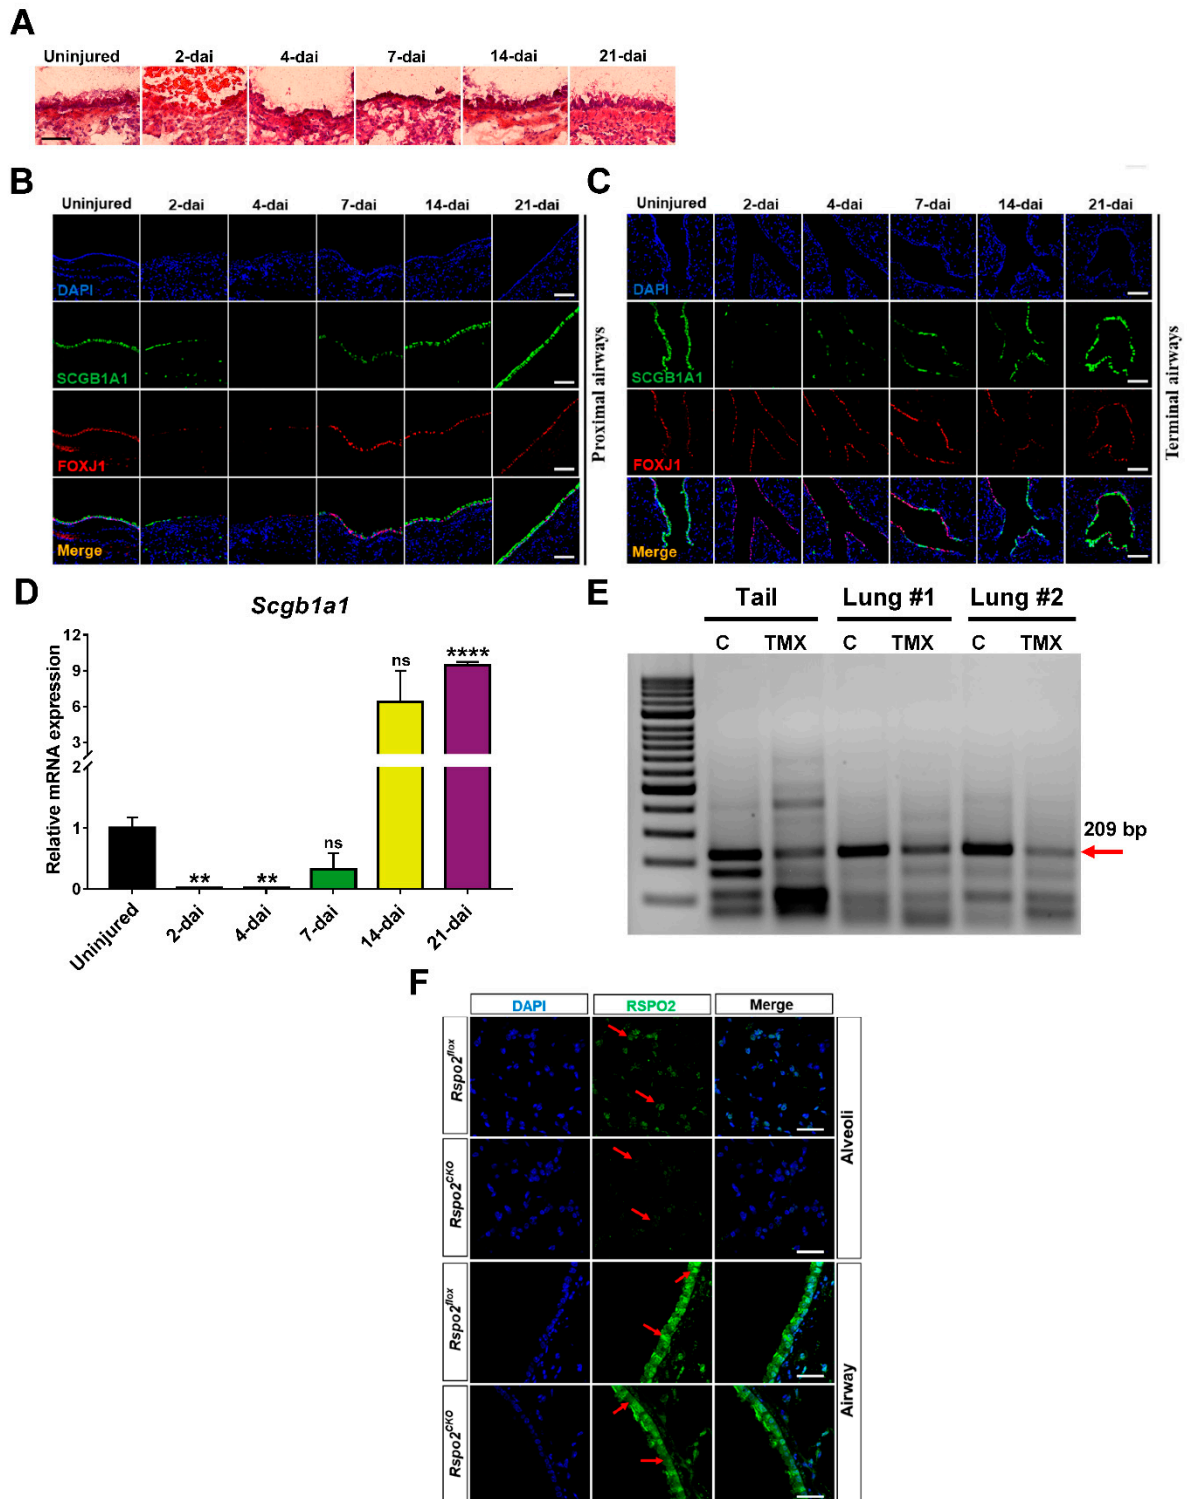 A
Uninjured 2-dai 4-dai 7-dai 14-dai 21-dai
B
Uninjured 2-dai 4-dai 7-dai 14-dai 21-dai
DAPI
SCGB1A1
FOXJ1
Merge
Proximal airways
C
Uninjured 2-dai 4-dai 7-dai 14-dai 21-dai
DAPI
SCGB1A1
FOXJ1
Merge
Terminal airways
D
Scgb1a1
Relative mRNA expression
12
9
6
3
2
1
0
** ** ns ns ****
Uninjured 2-dai 4-dai 7-dai 14-dai 21-dai
E
Tail Lung #1 Lung #2
C TMX C TMX C TMX
209 bp
F
DAPI RSPO2 Merge
Rspo2flox
Rspo2CKO
Alveoli
Rspo2flox
Rspo2CKO
Airway